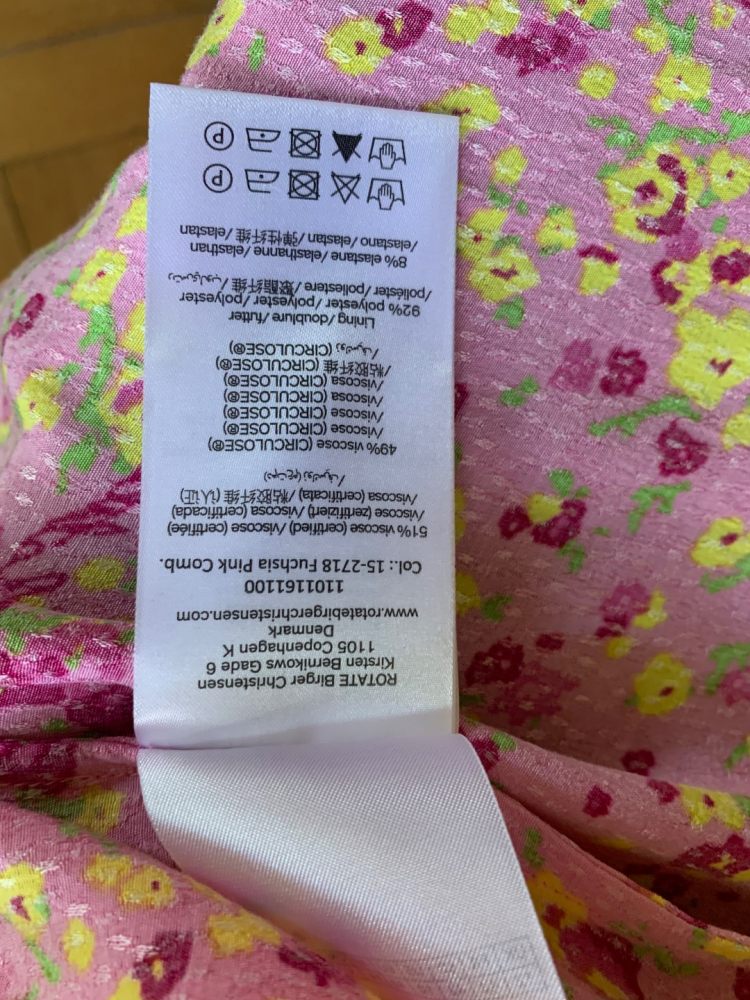 ROTATE Birger Christensen
Kirsten Bernikows Gade 6
1105 Copenhagen K
Denmark
www.rotatebirgerchristensen.com
1101161100
Col.: 15-2718 Fuchsia Pink Comb.
51% viscose (certified) /viscose (certifiée)
/viscose (zertifiziert) /viscosa (certificada)
/viscosa (certificata) /粘胶纤维 (认证)
49% viscose (CIRCULOSE®)
/viscose (CIRCULOSE®)
/viscose (CIRCULOSE®)
/viscosa (CIRCULOSE®)
/viscosa (CIRCULOSE®)
/粘胶纤维 (CIRCULOSE®)
(CIRCULOSE®)
Lining /doublure /futter
92% polyester /polyester /polyester
/poliéster /poliestere /聚酯纤维
8% elastane /elasthanne /elasthan
/elastano /elastan /弹性纤维 /elastan
P
P